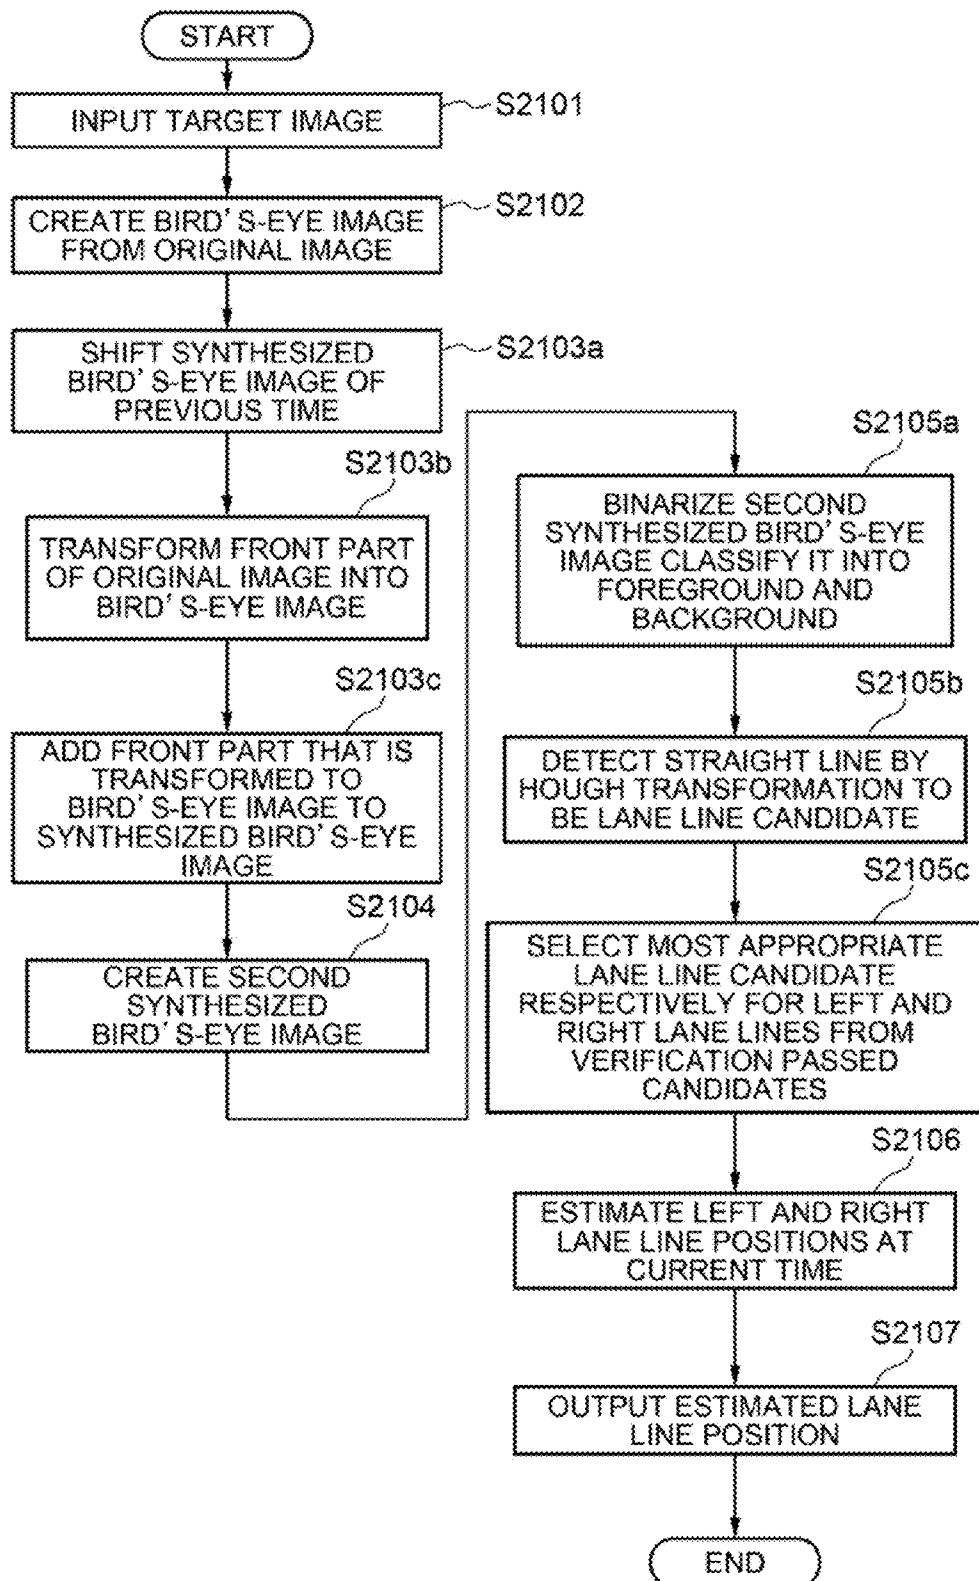 START
INPUT TARGET IMAGE
S2101
CREATE BIRD'S-EYE IMAGE
FROM ORIGINAL IMAGE
S2102
SHIFT SYNTHESIZED
BIRD'S-EYE IMAGE OF
PREVIOUS TIME
S2103a
S2103b
TRANSFORM FRONT PART
OF ORIGINAL IMAGE INTO
BIRD'S-EYE IMAGE
S2103c
ADD FRONT PART THAT IS
TRANSFORMED TO
BIRD'S-EYE IMAGE TO
SYNTHESIZED BIRD'S-EYE
IMAGE
S2104
CREATE SECOND
SYNTHESIZED
BIRD'S-EYE IMAGE
S2105a
BINARIZE SECOND
SYNTHESIZED BIRD'S-EYE
IMAGE CLASSIFY IT INTO
FOREGROUND AND
BACKGROUND
S2105b
DETECT STRAIGHT LINE BY
HOUGH TRANSFORMATION TO
BE LANE LINE CANDIDATE
S2105c
SELECT MOST APPROPRIATE
LANE LINE CANDIDATE
RESPECTIVELY FOR LEFT AND
RIGHT LANE LINES FROM
VERIFICATION PASSED
CANDIDATES
S2106
ESTIMATE LEFT AND RIGHT
LANE LINE POSITIONS AT
CURRENT TIME
S2107
OUTPUT ESTIMATED LANE
LINE POSITION
END